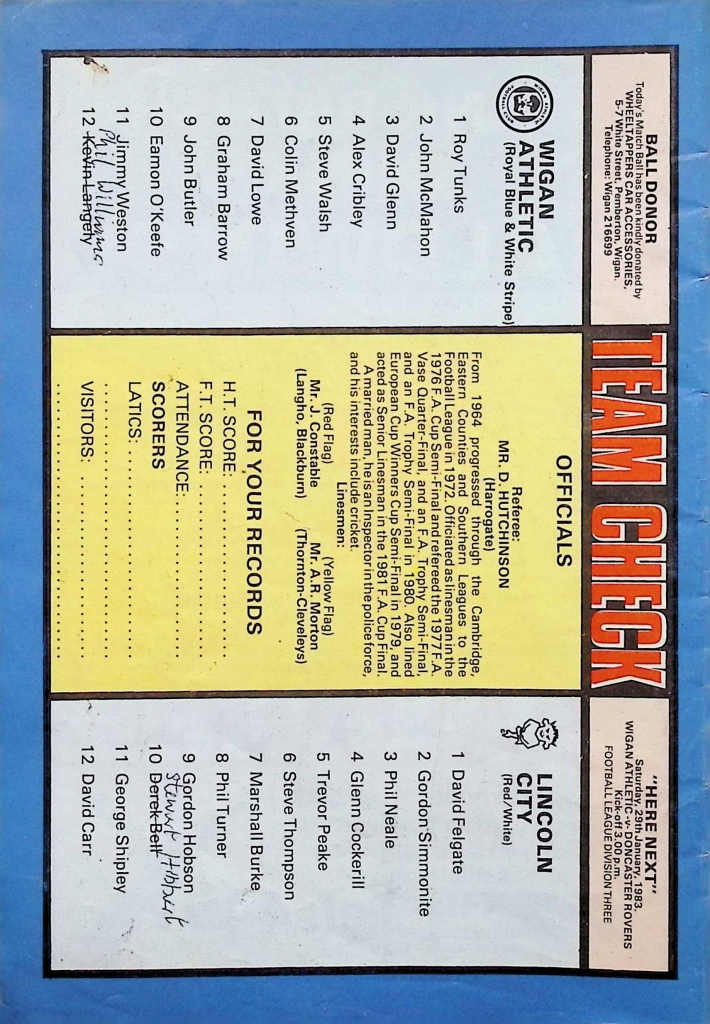 BALL DONOR
Today's March Ball has been kindly donated by
WHEELTAPPERS CAR ACCESSORIES,
5-7 White Street, Pemberton, Wigan.
Telephone: Wigan 216699
TEAM CHECK
"HERE NEXT"
Saturday, 29th January, 1983.
WIGAN ATHLETIC -v- DONCASTER ROVERS
Kick-off 3.00 p.m.
FOOTBALL LEAGUE DIVISION THREE
WIGAN
ATHLETIC
(Royal Blue & White Stripe)
1 Roy Tunks
2 John McMahon
3 David Glenn
4 Alex Cribley
5 Steve Walsh
6 Colin Methven
7 David Lowe
8 Graham Barrow
9 John Butler
10 Eamon O'Keefe
11 Jimmy Weston
Phil Williams
12 Kevin Langely
OFFICIALS
Referee:
MR. D. HUTCHINSON
(Harrogate)
From 1964 progressed through the Cambridge,
Eastern Counties and Southern Leagues to the
Football League in 1972. Officiated as linesman in the
1976 F.A. Cup Semi-Final and refereed the 1977 F.A.
Vase Quarter-Final, and an F.A. Trophy Semi-Final,
and an F.A. Trophy Semi-Final in 1980. Also lined
European Cup Winners Cup Semi-Final in 1979, and
acted as Senior Linesman in the 1981 F.A. Cup Final.
A married man, he is an Inspector in the police force,
and his interests include cricket.
Linesmen:
(Red Flag) (Yellow Flag)
Mr. J. Constable Mr. A.R. Morton
(Langho, Blackburn) (Thornton-Cleveleys)
FOR YOUR RECORDS
H.T. SCORE:
F.T. SCORE:
ATTENDANCE
SCORERS
LATICS:
VISITORS:
LINCOLN
CITY
(Red/White)
1 David Felgate
2 Gordon Simmonite
3 Phil Neale
4 Glenn Cockerill
5 Trevor Peake
6 Steve Thompson
7 Marshall Burke
8 Phil Turner
9 Gordon Hobson
10 Derek Bell
11 George Shipley
12 David Carr